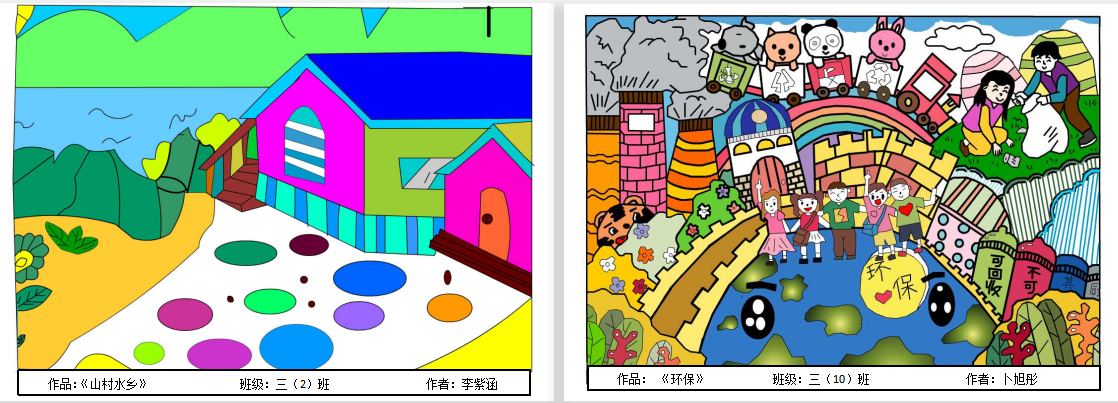 作品:《山村水乡》 班级：三（2）班 作者：李紫涵
环
保
可回收
不可
其
作品： 《环保》 班级：三（10）班 作者：卜旭彤